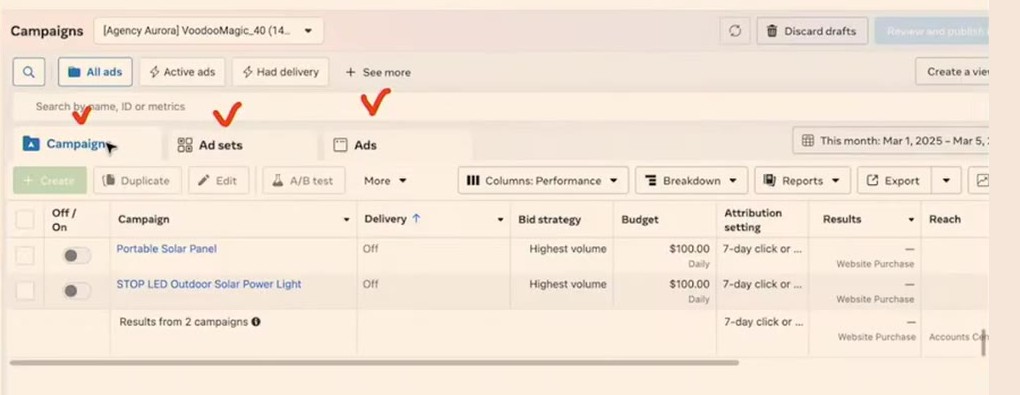 Campaigns [Agency Aurora] VoodooMagic_40 (14... Discard drafts Review and publish
All ads Active ads Had delivery + See more Create a view
Search by name, ID or metrics
Campaigns Ad sets Ads This month: Mar 1, 2025 – Mar 5,
+ Create Duplicate Edit A/B test More Columns: Performance Breakdown Reports Export
Off / On Campaign Delivery ↑ Bid strategy Budget Attribution setting Results Reach
Portable Solar Panel Off Highest volume $100.00 7-day click or ... —
Daily Website Purchase
STOP LED Outdoor Solar Power Light Off Highest volume $100.00 7-day click or ... —
Daily Website Purchase
Results from 2 campaigns 7-day click or ... —
Website Purchase Accounts Cen